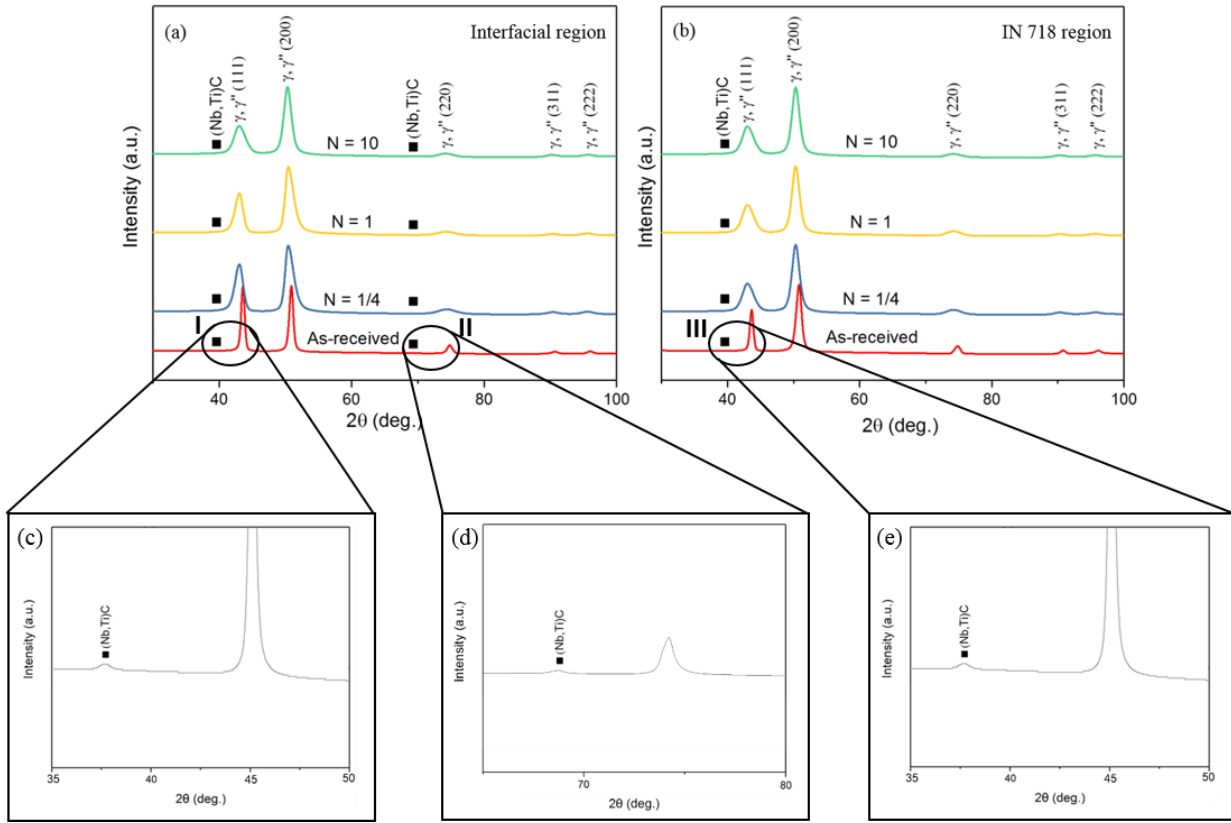 (a)
Interfacial region
(Nb,Ti)C
γ, γ'' (111)
γ, γ'' (200)
(Nb,Ti)C
γ, γ'' (220)
γ, γ'' (311)
γ, γ'' (222)
N = 10
N = 1
N = 1/4
As-received
I
II
Intensity (a.u.)
40 60 80 100
2θ (deg.)
(b)
IN 718 region
(Nb,Ti)C
γ, γ'' (111)
γ, γ'' (200)
γ, γ'' (220)
γ, γ'' (311)
γ, γ'' (222)
N = 10
N = 1
N = 1/4
As-received
III
Intensity (a.u.)
40 60 80 100
2θ (deg.)
(c)
(Nb,Ti)C
Intensity (a.u.)
35 40 45 50
2θ (deg.)
(d)
(Nb,Ti)C
Intensity (a.u.)
70 80
2θ (deg.)
(e)
(Nb,Ti)C
Intensity (a.u.)
35 40 45 50
2θ (deg.)